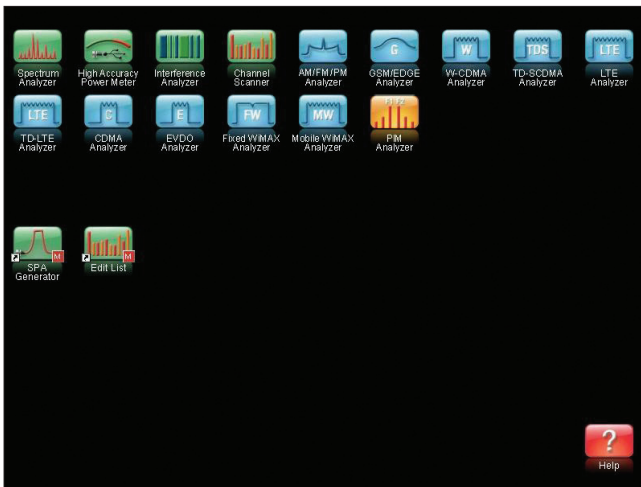 Spectrum Analyzer
High Accuracy Power Meter
Interference Analyzer
Channel Scanner
AM/FM/PM Analyzer
G
GSM/EDGE Analyzer
W
W-CDMA Analyzer
TDS
TD-SCDMA Analyzer
LTE
LTE Analyzer
LTE
TD-LTE Analyzer
C
CDMA Analyzer
E
EVDO Analyzer
FW
Fixed WiMAX Analyzer
MW
Mobile WiMAX Analyzer
F1 F2
PIM Analyzer
M
SPA Generator
M
Edit List
?
Help